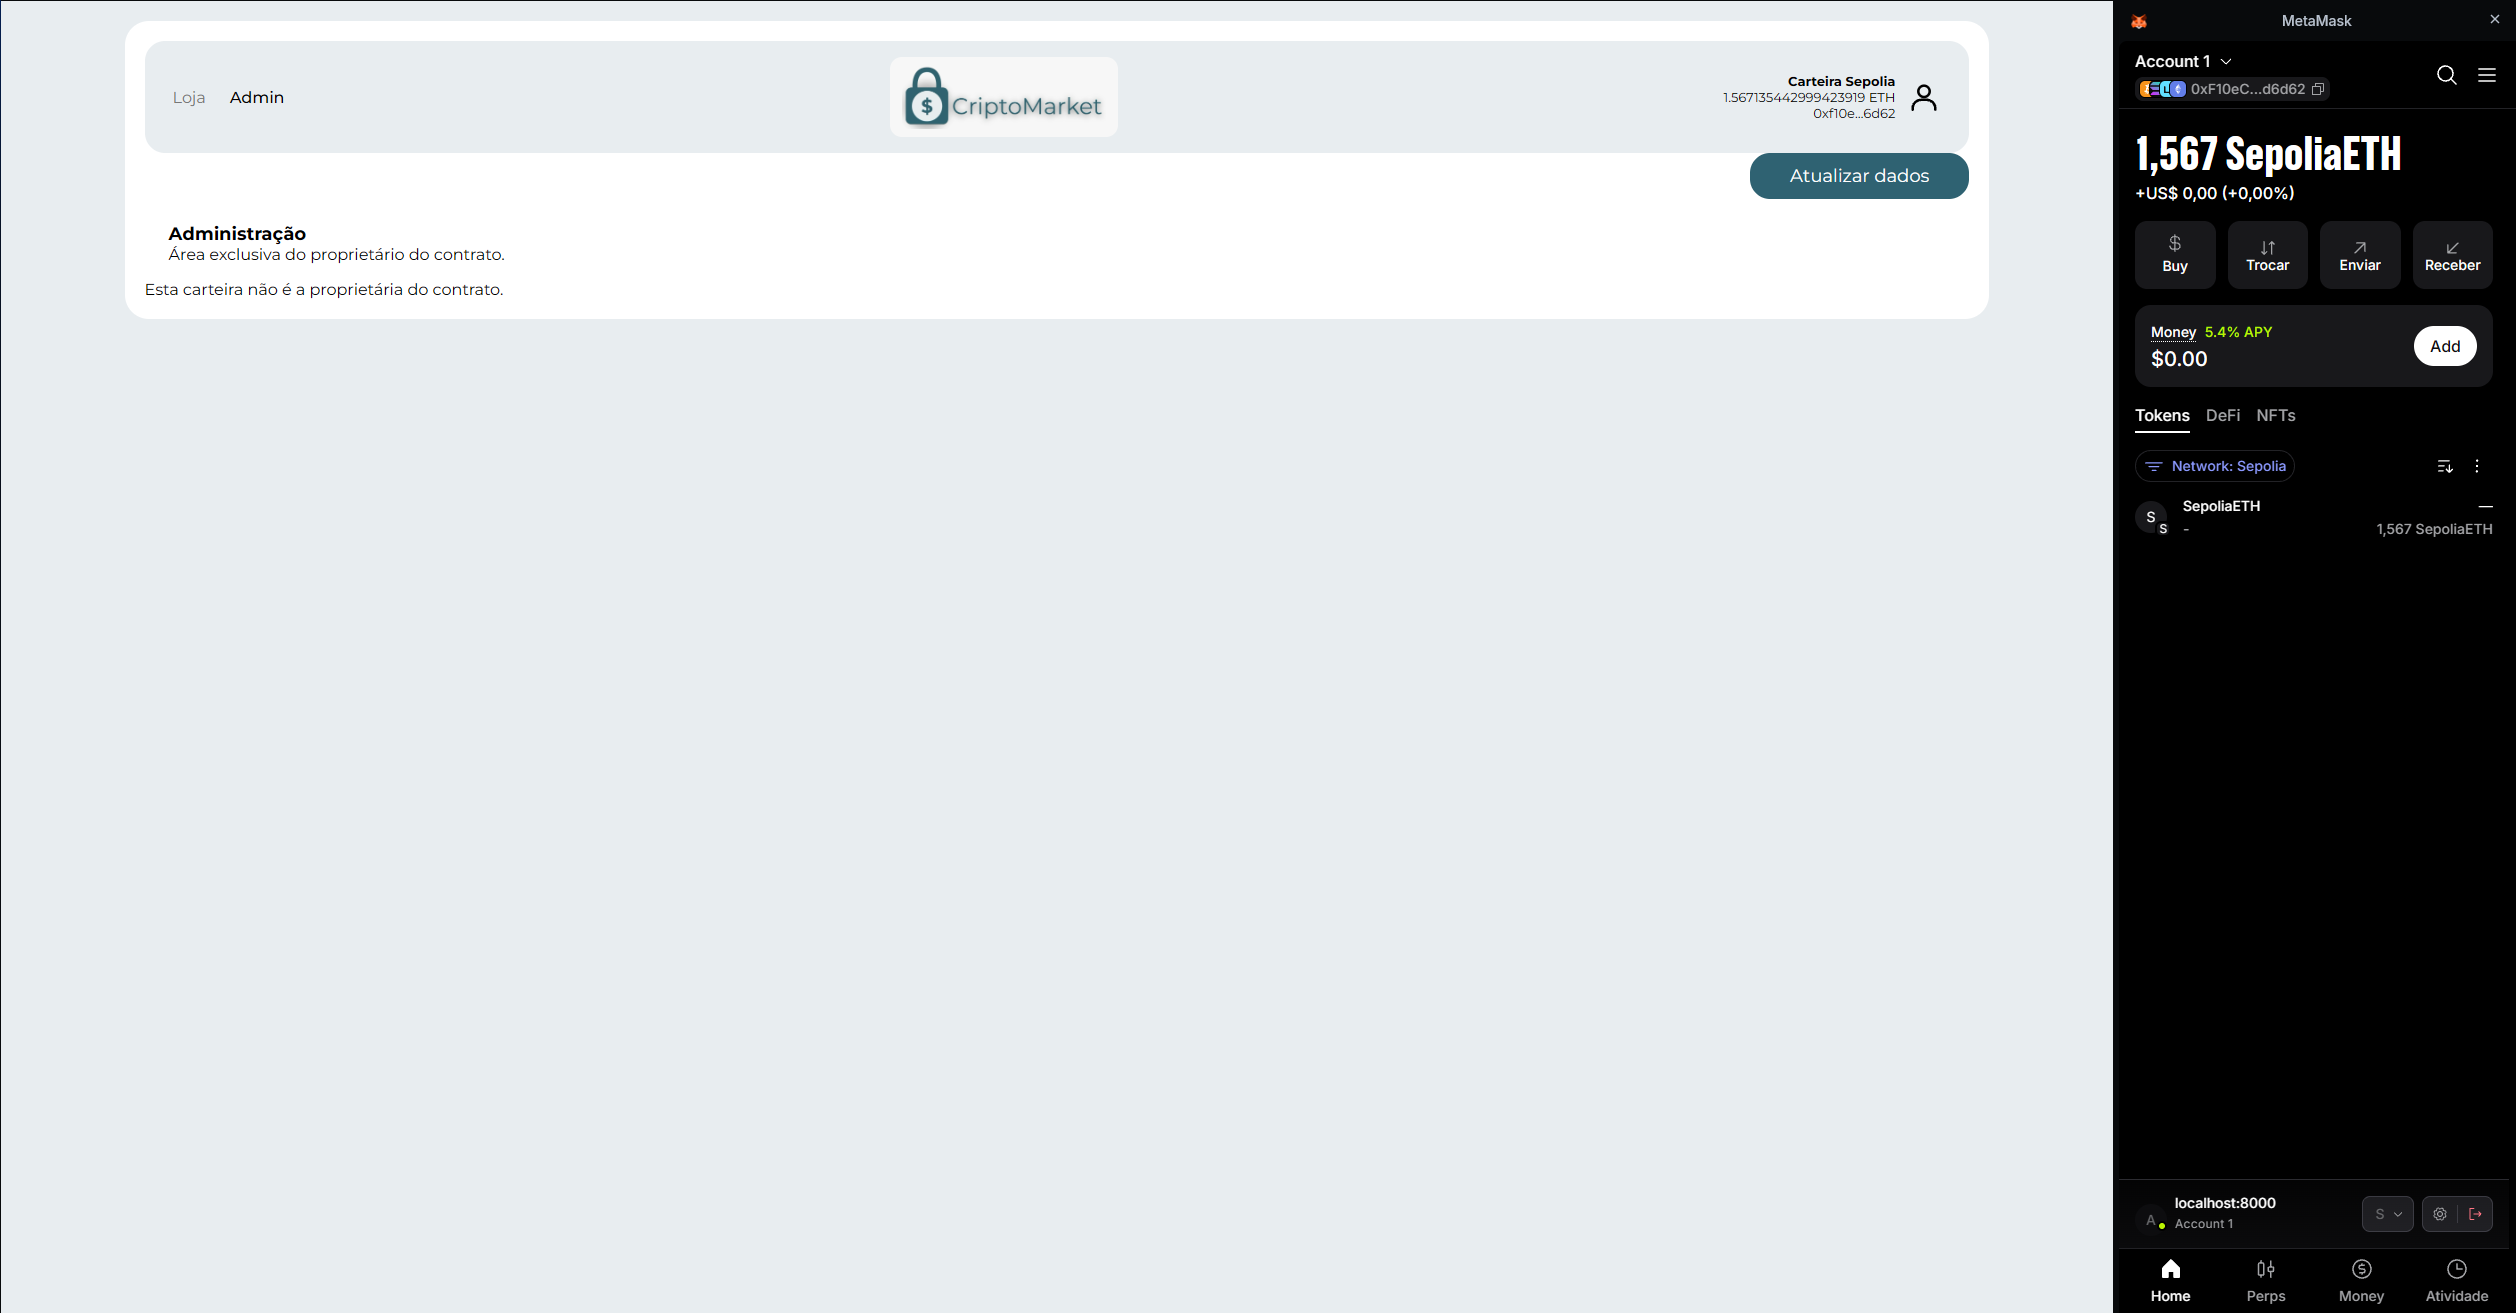 Loja
Admin
$
CriptoMarket
Carteira Sepolia
1.567135442999423919 ETH
0xf10e...6d62
Atualizar dados
Administração
Área exclusiva do proprietário do contrato.
Esta carteira não é a proprietária do contrato.
MetaMask
Account 1
0xF10eC...d6d62
1,567 SepoliaETH
+US$ 0,00 (+0,00%)
Buy
Trocar
Enviar
Receber
Money 5.4% APY
$0.00
Add
Tokens
DeFi
NFTs
Network: Sepolia
S
S
SepoliaETH
—
-
1,567 SepoliaETH
A
localhost:8000
Account 1
S
Home
Perps
Money
Atividade